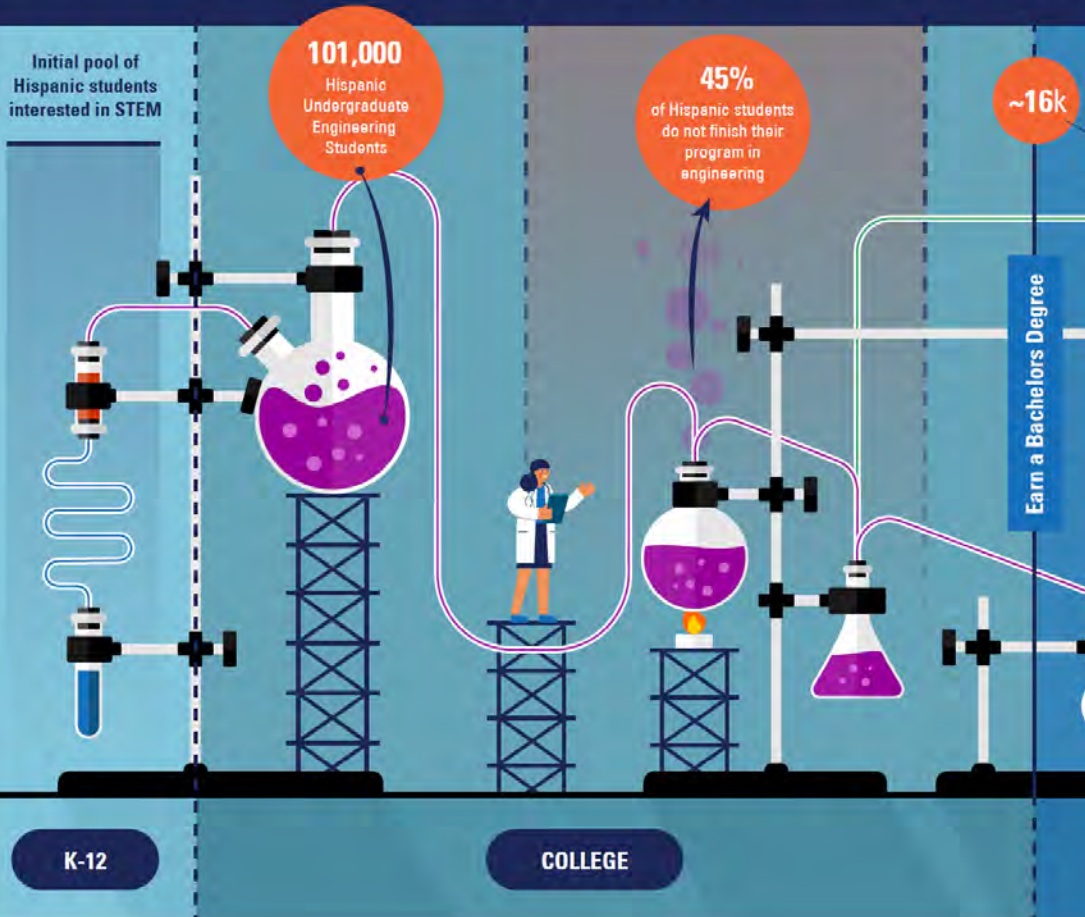 Initial pool of
Hispanic students
interested in STEM
101,000
Hispanic
Undergraduate
Engineering
Students
45%
of Hispanic students
do not finish their
program in
engineering
~16k
Earn a Bachelors Degree
K-12
COLLEGE